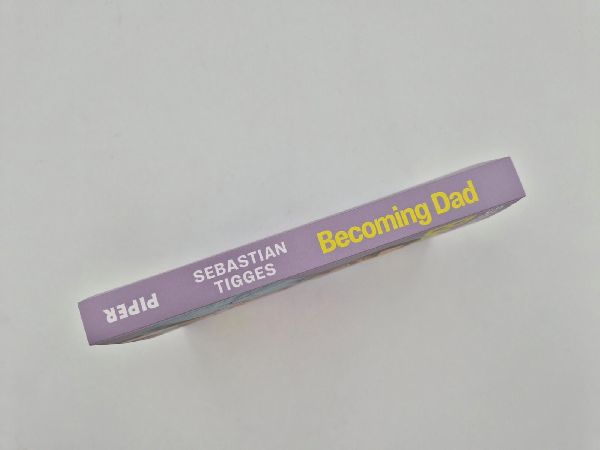 PIPER
SEBASTIAN
TIGGES
Becoming Dad